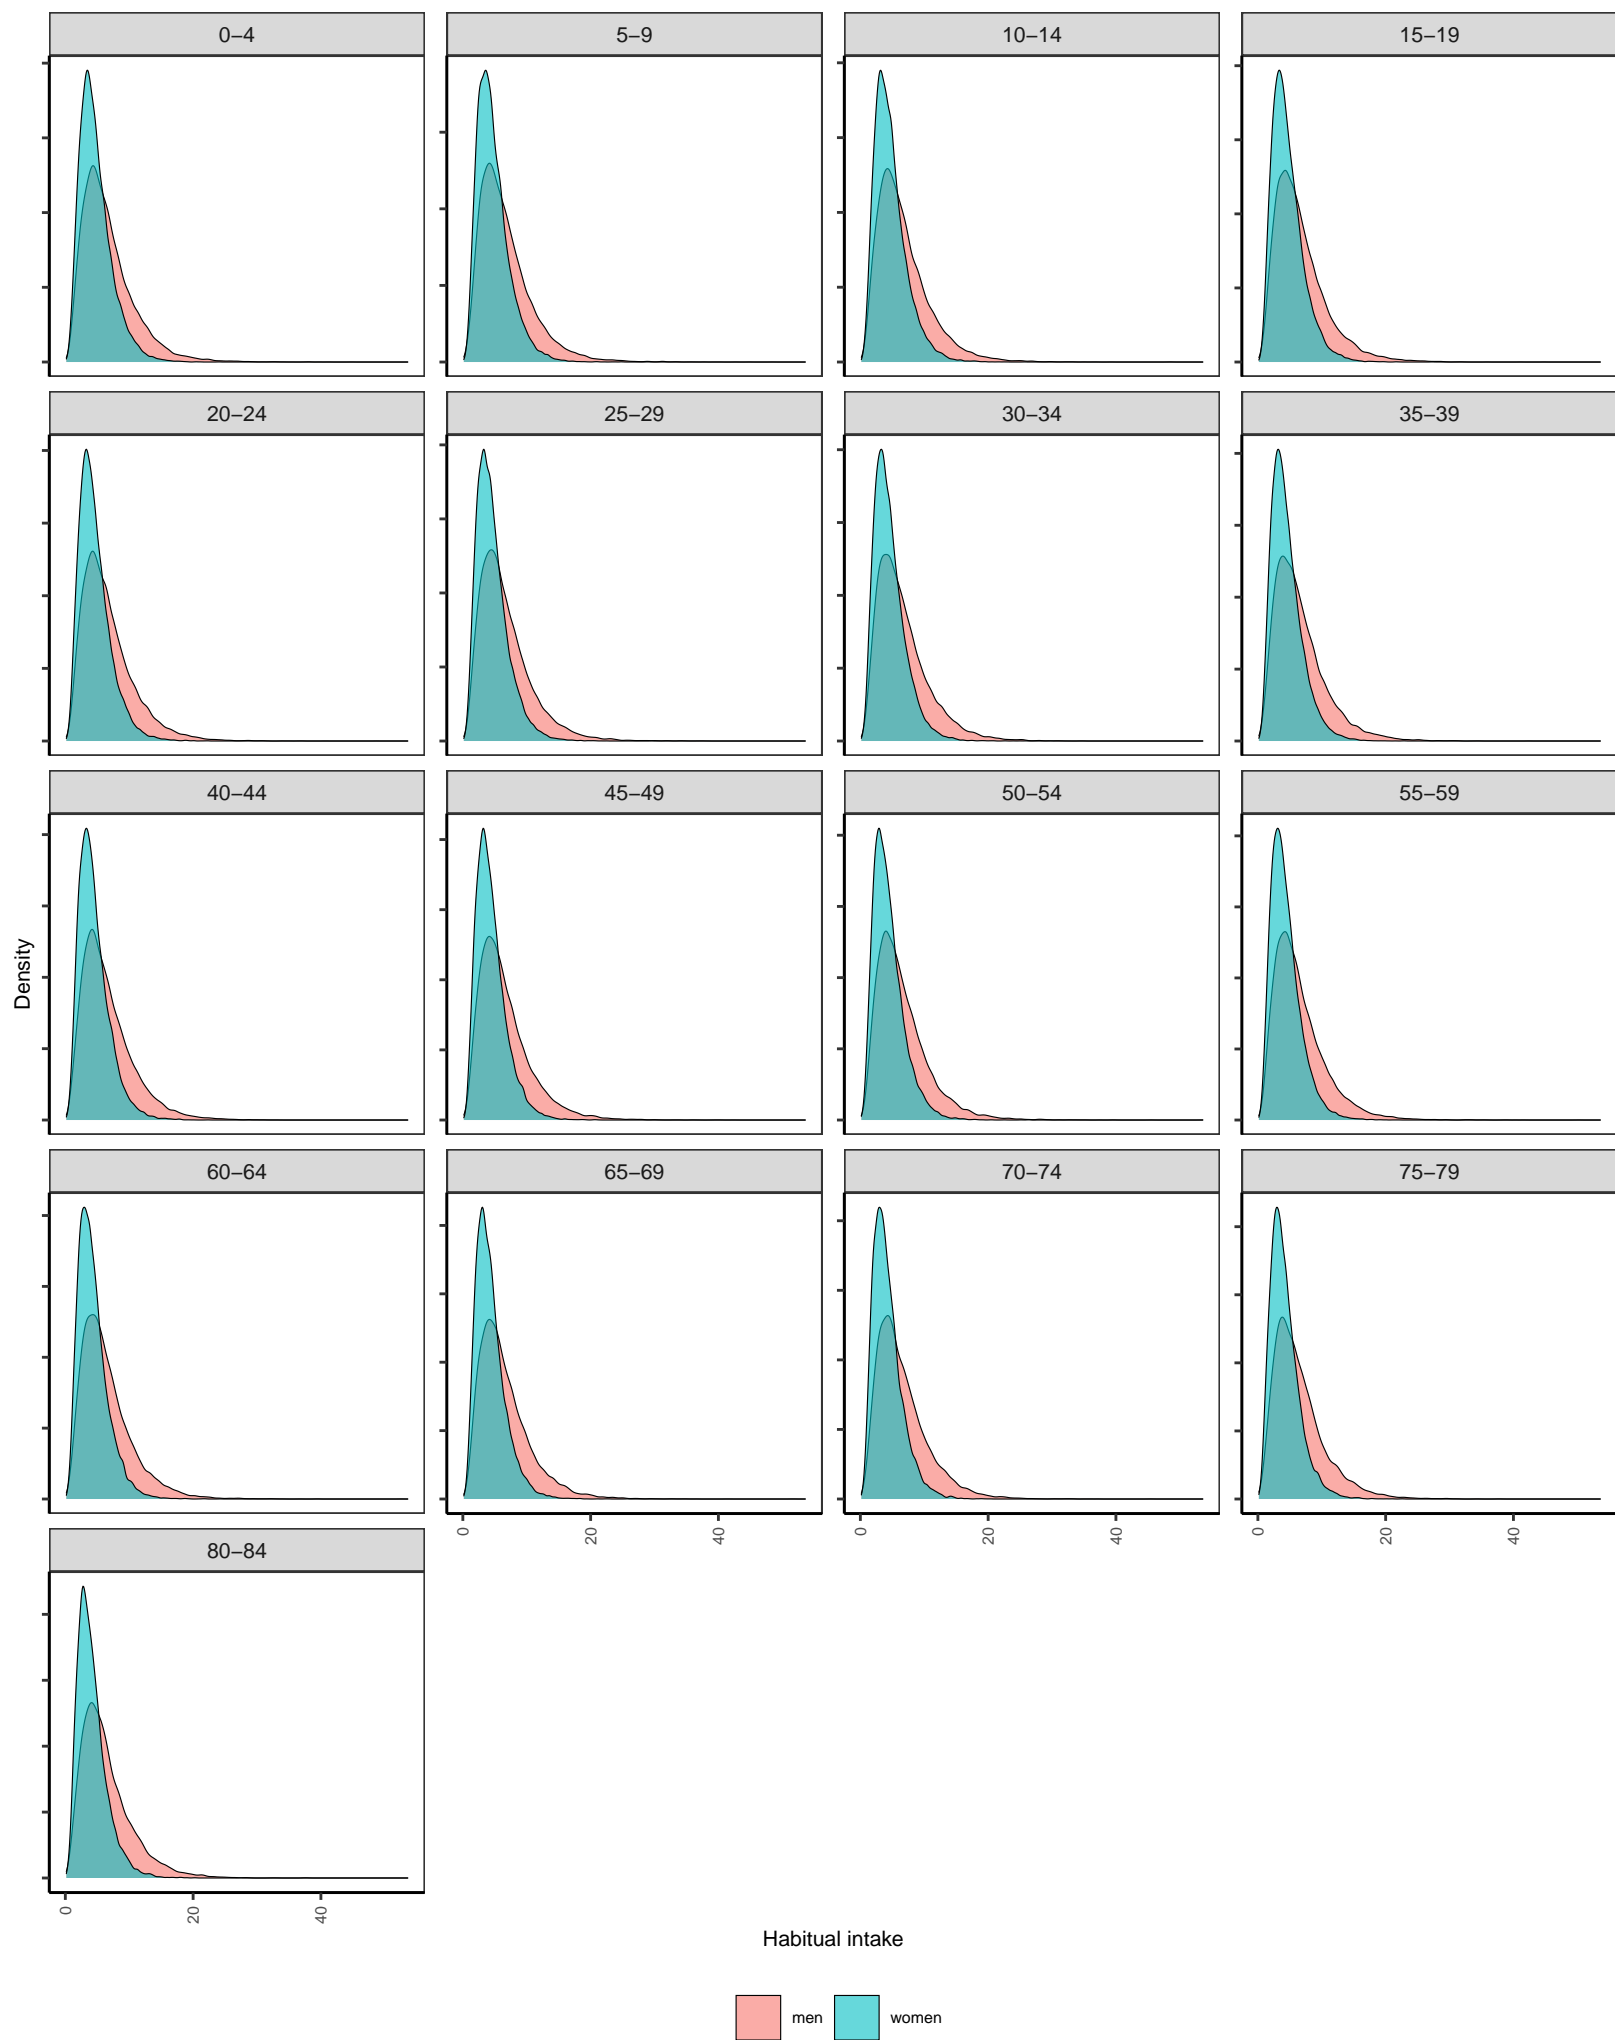 0–4 5–9 10–14 15–19
20–24 25–29 30–34 35–39
40–44 45–49 50–54 55–59
Density
60–64 65–69 70–74 75–79
0 20 40 0 20 40 0 20 40
80–84
0 20 40
Habitual intake
men women